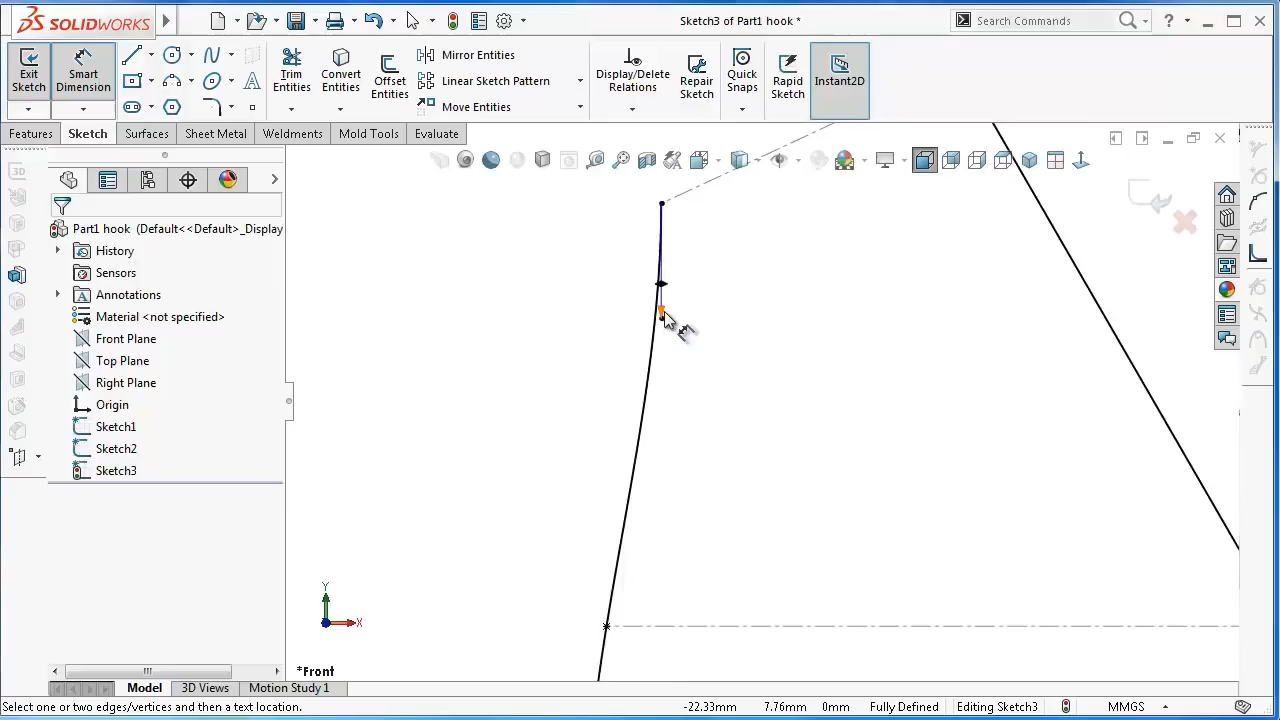 SOLIDWORKS
Sketch3 of Part1 hook *
Search Commands
?
Exit Sketch
Smart Dimension
Trim Entities
Convert Entities
Offset Entities
Mirror Entities
Linear Sketch Pattern
Move Entities
Display/Delete Relations
Repair Sketch
Quick Snaps
Rapid Sketch
Instant2D
Features
Sketch
Surfaces
Sheet Metal
Weldments
Mold Tools
Evaluate
3D
Part1 hook (Default<<Default>_Display
History
Sensors
Annotations
Material <not specified>
Front Plane
Top Plane
Right Plane
Origin
Sketch1
Sketch2
Sketch3
Y
X
*Front
Model
3D Views
Motion Study 1
Select one or two edges/vertices and then a text location.
-22.33mm
7.76mm
0mm
Fully Defined
Editing Sketch3
MMGS